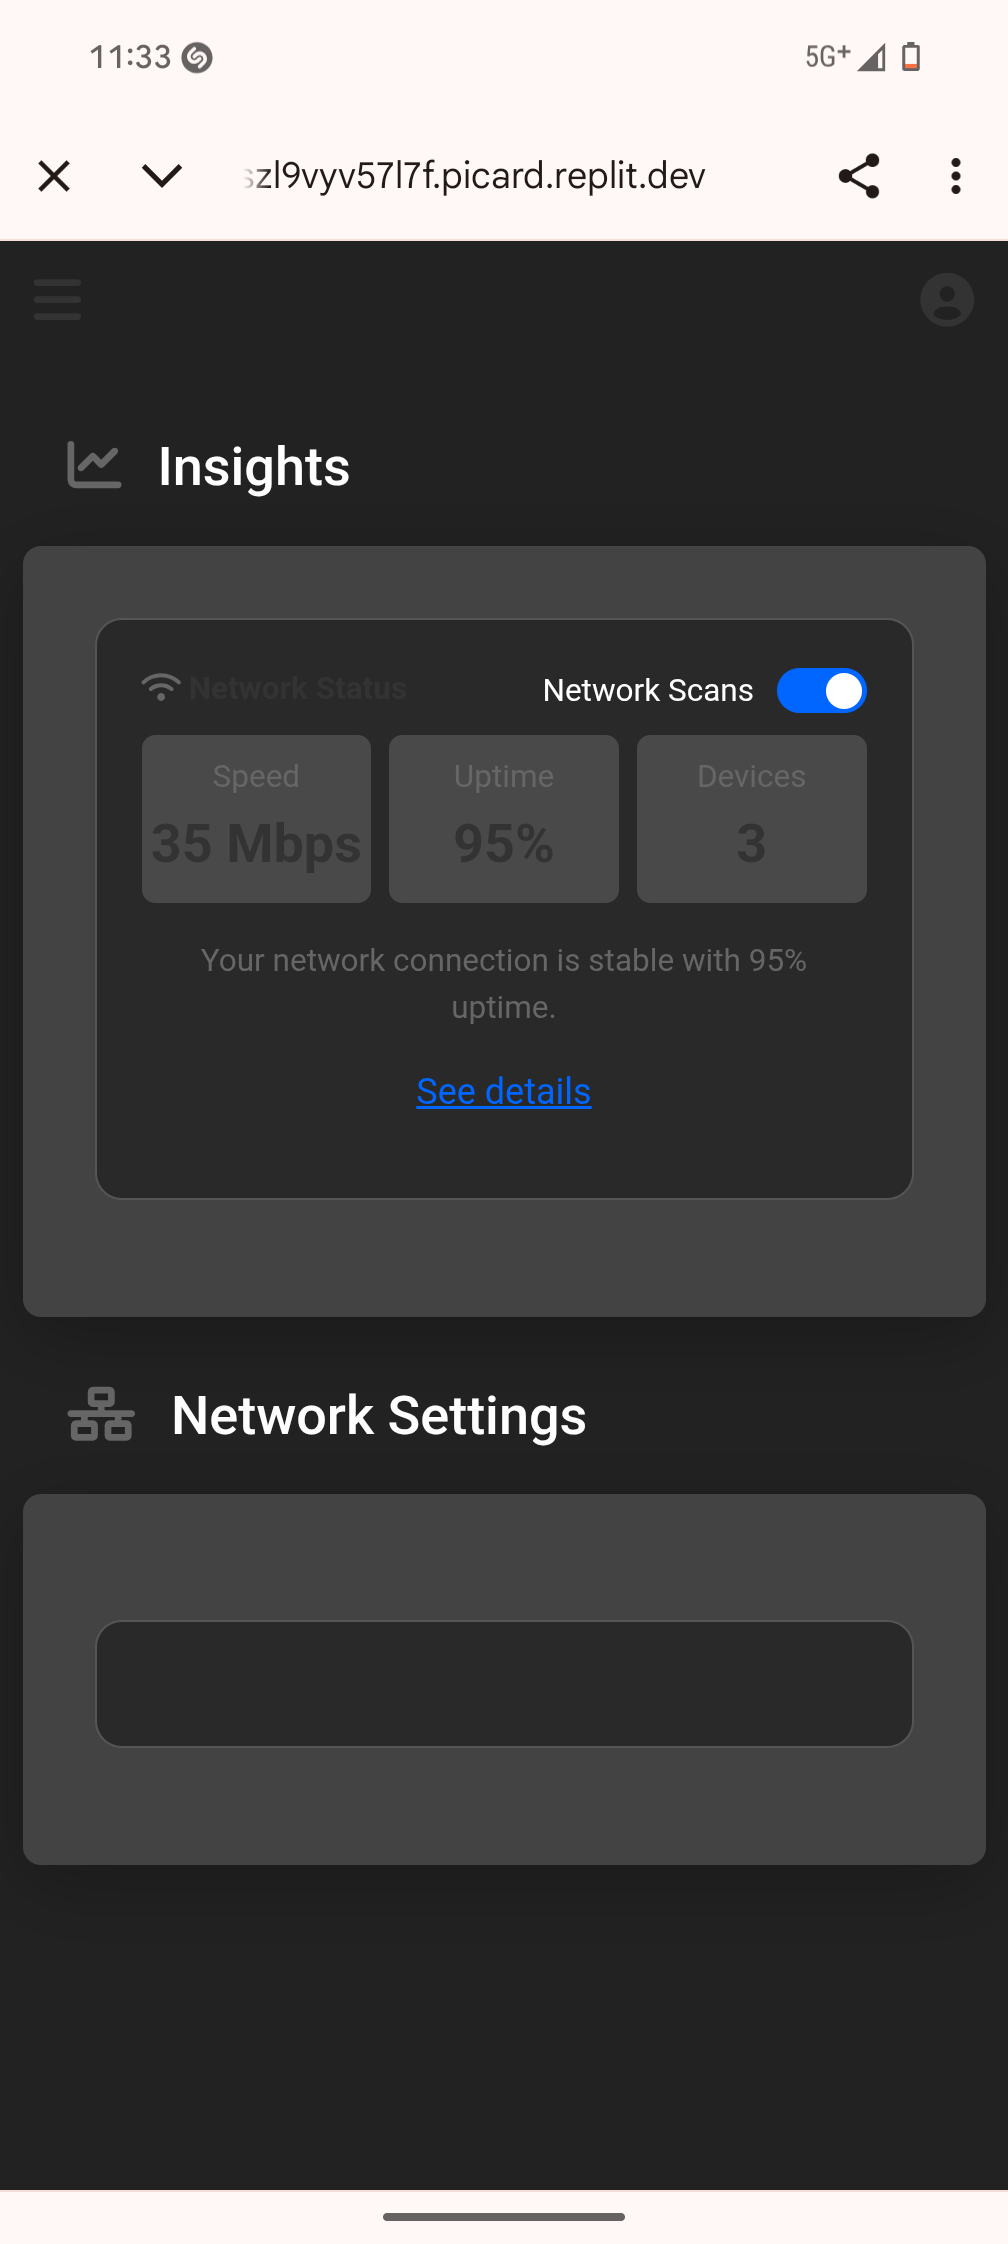 11:33
5G+
szl9vyv57l7f.picard.replit.dev
Insights
Network Status
Network Scans
Speed
Uptime
Devices
35 Mbps
95%
3
Your network connection is stable with 95%
uptime.
See details
Network Settings